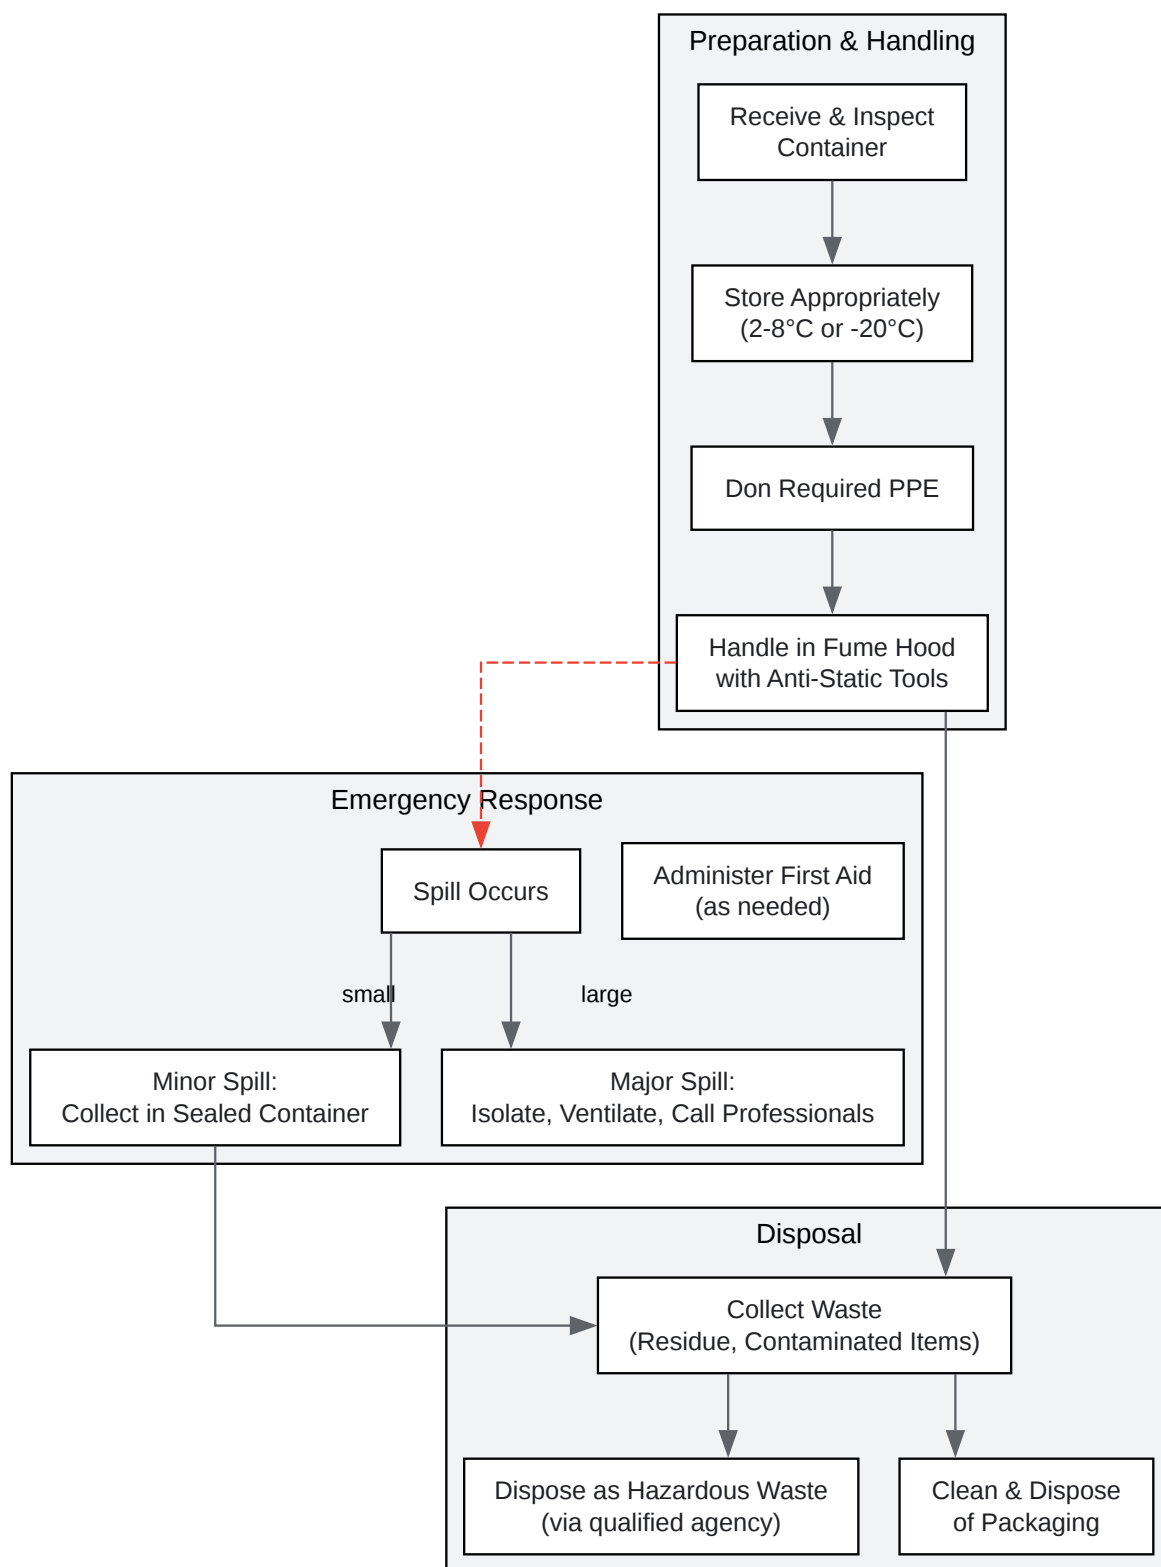 Preparation & Handling
Receive & Inspect
Container
Store Appropriately
(2-8°C or -20°C)
Don Required PPE
Handle in Fume Hood
with Anti-Static Tools
Emergency Response
Spill Occurs
Administer First Aid
(as needed)
small
large
Minor Spill:
Collect in Sealed Container
Major Spill:
Isolate, Ventilate, Call Professionals
Disposal
Collect Waste
(Residue, Contaminated Items)
Dispose as Hazardous Waste
(via qualified agency)
Clean & Dispose
of Packaging